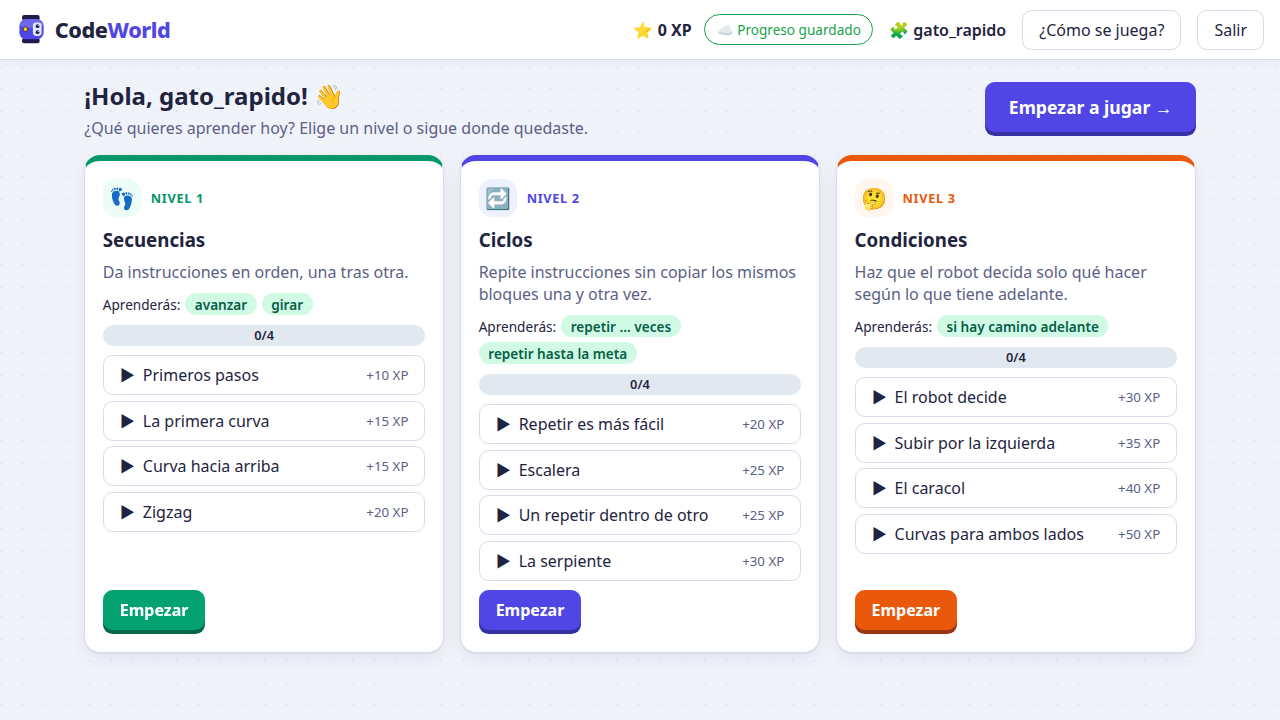 CodeWorld
⭐ 0 XP
☁️ Progreso guardado
🧩 gato_rapido
¿Cómo se juega?
Salir
¡Hola, gato_rapido! 👋
¿Qué quieres aprender hoy? Elige un nivel o sigue donde quedaste.
Empezar a jugar →
NIVEL 1
Secuencias
Da instrucciones en orden, una tras otra.
Aprenderás: avanzar girar
0/4
▶ Primeros pasos +10 XP
▶ La primera curva +15 XP
▶ Curva hacia arriba +15 XP
▶ Zigzag +20 XP
Empezar
NIVEL 2
Ciclos
Repite instrucciones sin copiar los mismos
bloques una y otra vez.
Aprenderás: repetir ... veces
repetir hasta la meta
0/4
▶ Repetir es más fácil +20 XP
▶ Escalera +25 XP
▶ Un repetir dentro de otro +25 XP
▶ La serpiente +30 XP
Empezar
NIVEL 3
Condiciones
Haz que el robot decida solo qué hacer
según lo que tiene adelante.
Aprenderás: si hay camino adelante
0/4
▶ El robot decide +30 XP
▶ Subir por la izquierda +35 XP
▶ El caracol +40 XP
▶ Curvas para ambos lados +50 XP
Empezar